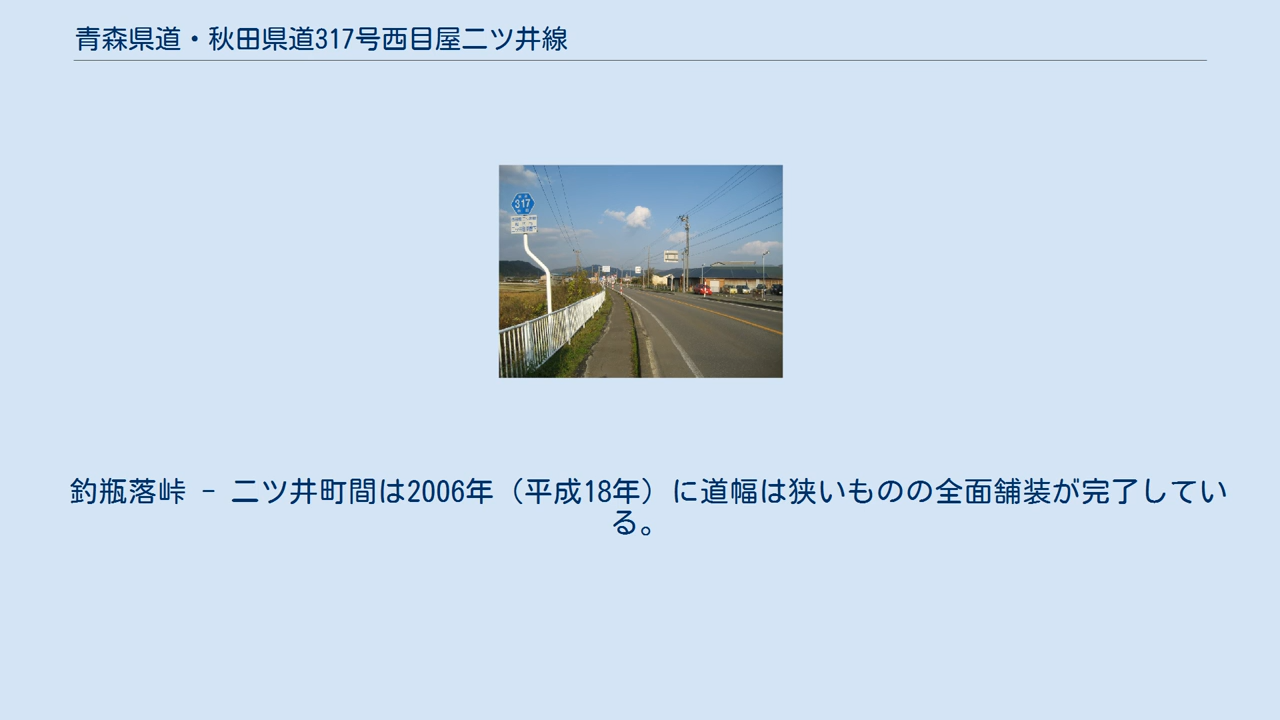 青森県道・秋田県道317号西目屋二ツ井線
317
釣瓶落峠 - 二ツ井町間は2006年（平成18年）に道幅は狭いものの全面舗装が完了してい
る。